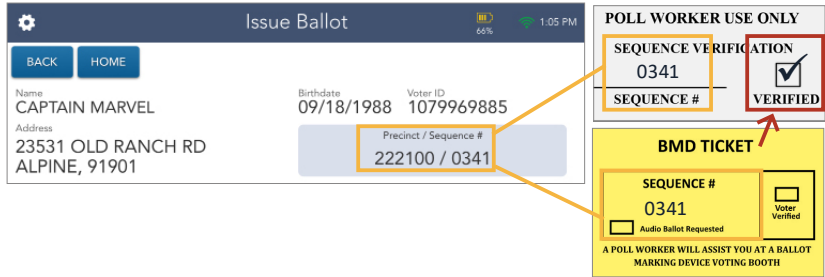 Issue Ballot
66%
1:05 PM
BACK
HOME
Name
CAPTAIN MARVEL
Birthdate
09/18/1988
Voter ID
1079969885
Address
23531 OLD RANCH RD
ALPINE, 91901
Precinct / Sequence #
222100 / 0341
POLL WORKER USE ONLY
SEQUENCE VERIFICATION
0341
SEQUENCE #
VERIFIED
BMD TICKET
SEQUENCE #
0341
Audio Ballot Requested
Voter
Verified
A POLL WORKER WILL ASSIST YOU AT A BALLOT
MARKING DEVICE VOTING BOOTH